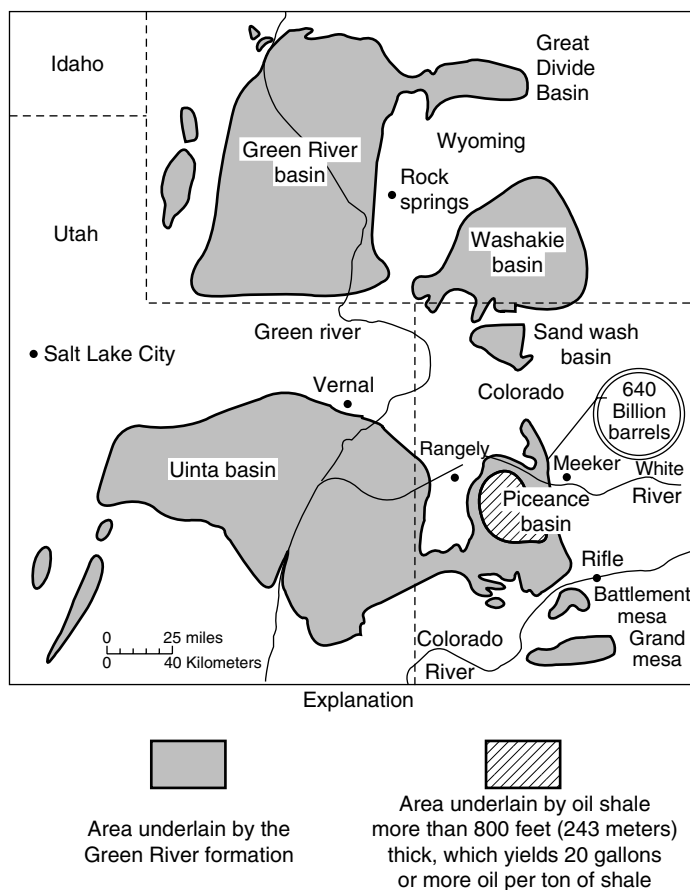 Idaho
Great
Divide
Basin
Green River
basin
Wyoming
Rock
springs
Utah
Washakie
basin
Green river
Sand wash
basin
Salt Lake City
Vernal
Colorado
640
Billion
barrels
Uinta basin
Rangely
Meeker
White
River
Piceance
basin
Rifle
Battlement
mesa
0 25 miles
0 40 Kilometers
Colorado
River
Grand
mesa
Explanation
Area underlain by the
Green River formation
Area underlain by oil shale
more than 800 feet (243 meters)
thick, which yields 20 gallons
or more oil per ton of shale